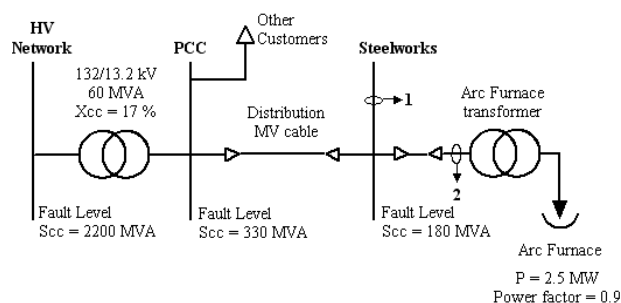 HV
Network
132/13.2 kV
60 MVA
Xcc = 17 %
PCC
Other
Customers
Distribution
MV cable
Steelworks
1
2
Arc Furnace
transformer
Fault Level
Scc = 2200 MVA
Fault Level
Scc = 330 MVA
Fault Level
Scc = 180 MVA
Arc Furnace
P = 2.5 MW
Power factor = 0.9